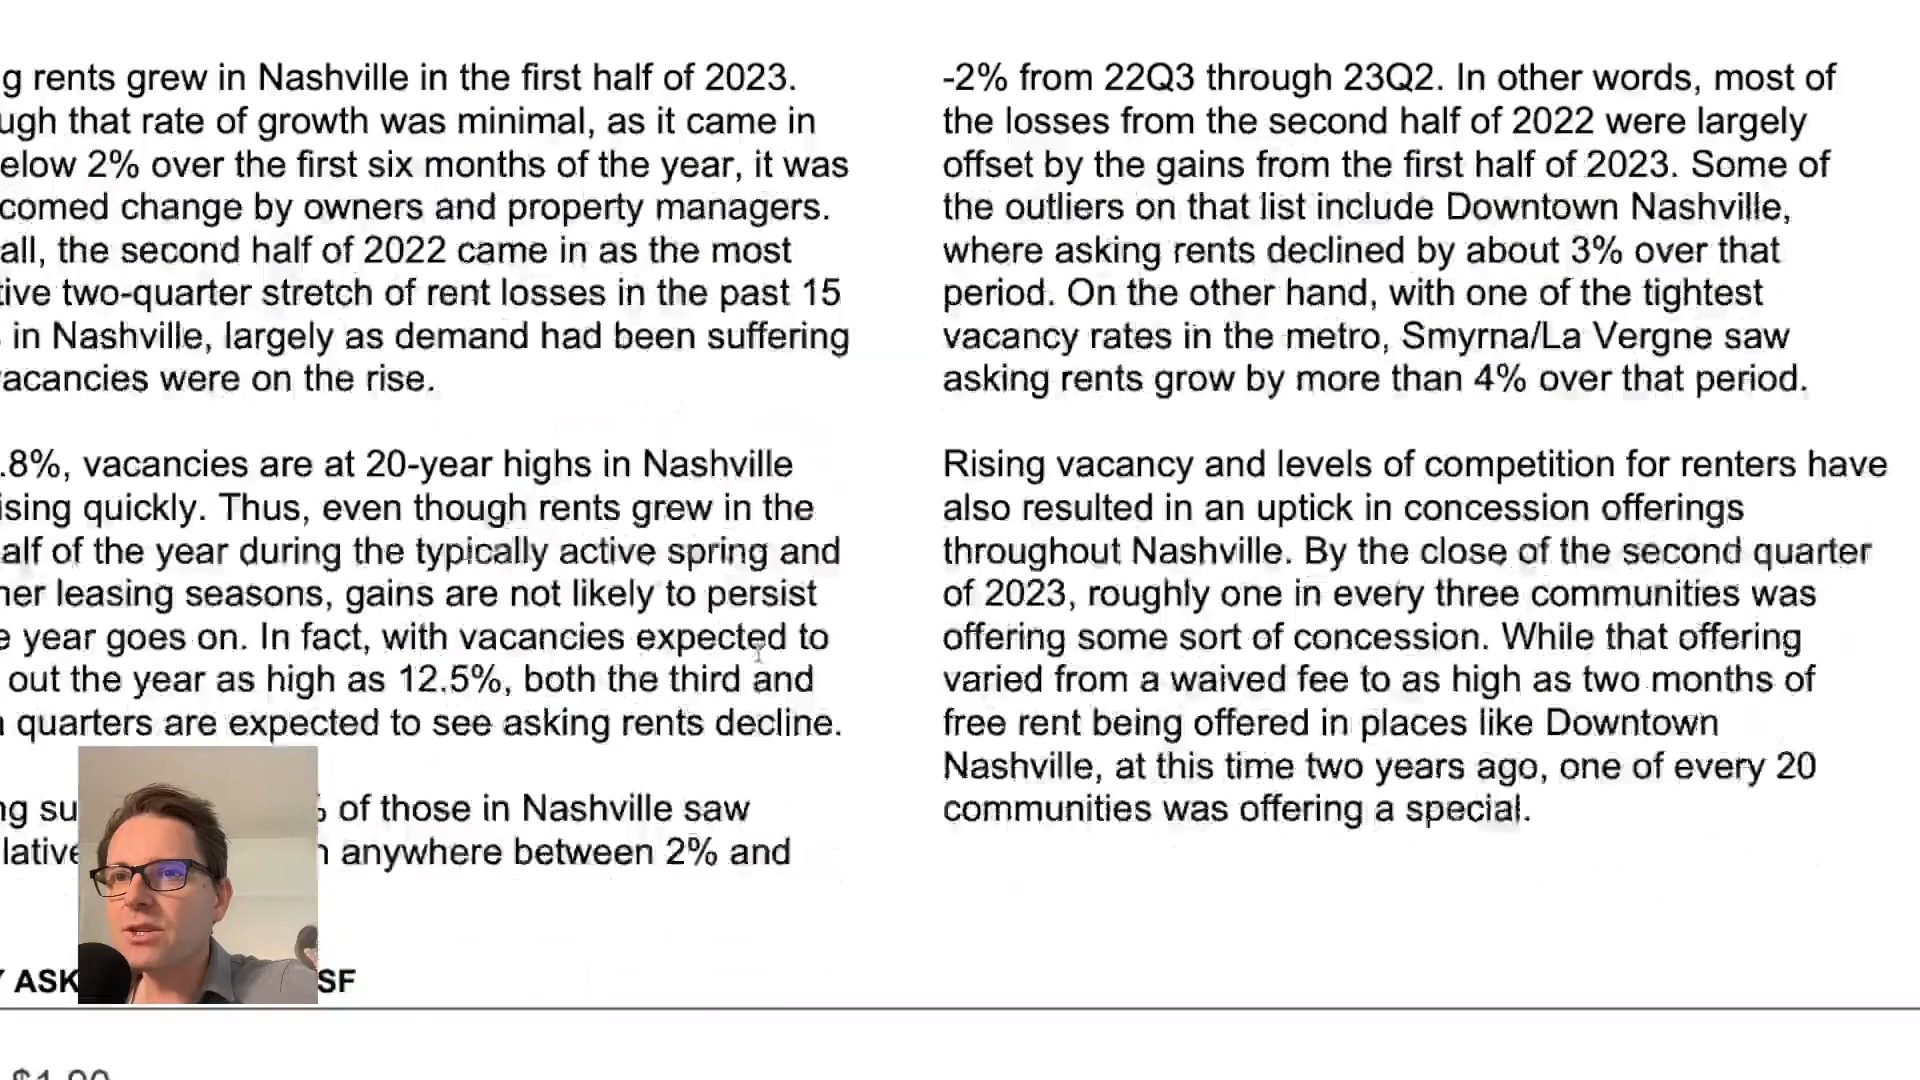 g rents grew in Nashville in the first half of 2023.
ugh that rate of growth was minimal, as it came in
elow 2% over the first six months of the year, it was
comed change by owners and property managers.
all, the second half of 2022 came in as the most
tive two-quarter stretch of rent losses in the past 15
in Nashville, largely as demand had been suffering
vacancies were on the rise.
.8%, vacancies are at 20-year highs in Nashville
ising quickly. Thus, even though rents grew in the
alf of the year during the typically active spring and
mer leasing seasons, gains are not likely to persist
e year goes on. In fact, with vacancies expected to
out the year as high as 12.5%, both the third and
quarters are expected to see asking rents decline.
ng su % of those in Nashville saw
lative anywhere between 2% and
-2% from 22Q3 through 23Q2. In other words, most of
the losses from the second half of 2022 were largely
offset by the gains from the first half of 2023. Some of
the outliers on that list include Downtown Nashville,
where asking rents declined by about 3% over that
period. On the other hand, with one of the tightest
vacancy rates in the metro, Smyrna/La Vergne saw
asking rents grow by more than 4% over that period.
Rising vacancy and levels of competition for renters have
also resulted in an uptick in concession offerings
throughout Nashville. By the close of the second quarter
of 2023, roughly one in every three communities was
offering some sort of concession. While that offering
varied from a waived fee to as high as two months of
free rent being offered in places like Downtown
Nashville, at this time two years ago, one of every 20
communities was offering a special.
ASK SF